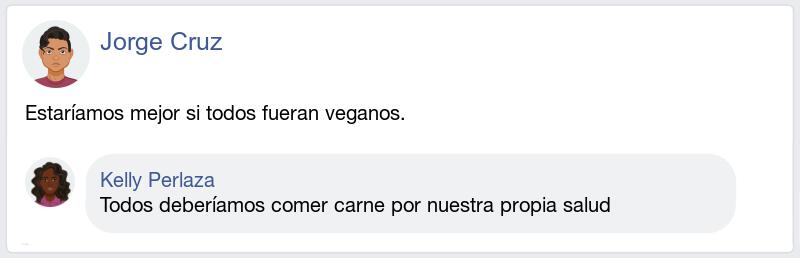 Jorge Cruz
Estaríamos mejor si todos fueran veganos.
Kelly Perlaza
Todos deberíamos comer carne por nuestra propia salud